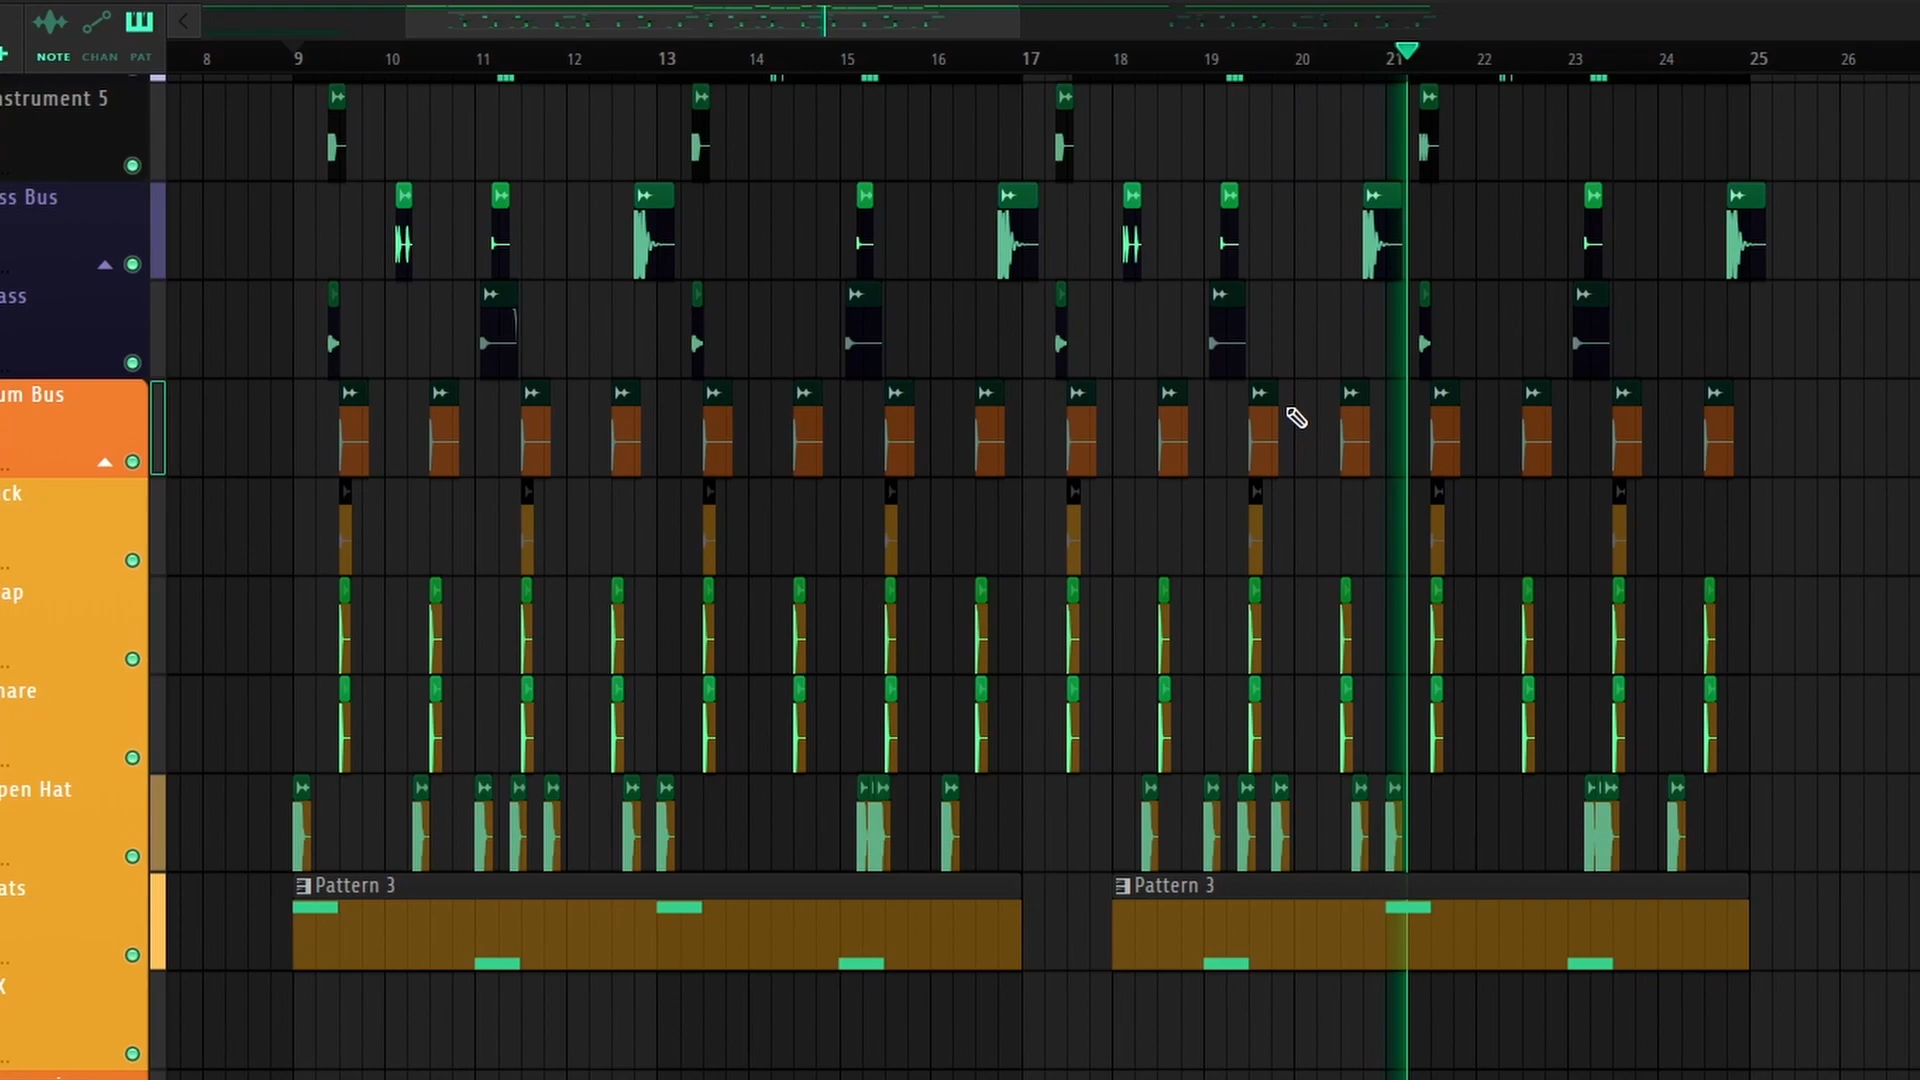 NOTE CHAN PAT
8 9 10 11 12 13 14 15 16 17 18 19 20 21 22 23 24 25 26
nstrument 5
ss Bus
ass
um Bus
ck
ap
nare
pen Hat
Pattern 3 Pattern 3
ats
X